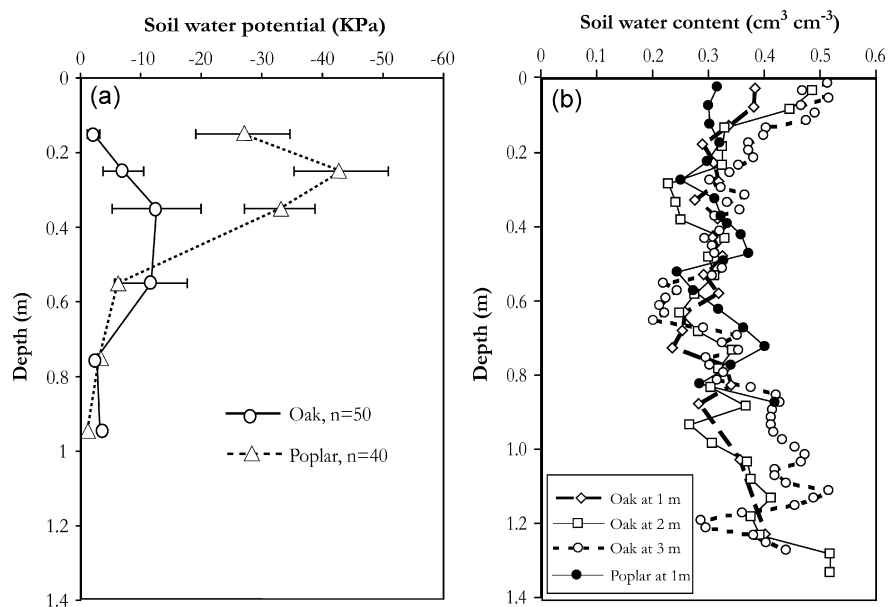 Soil water potential (KPa)
0 -10 -20 -30 -40 -50 -60
0
0.2
0.4
0.6
0.8
1
1.2
1.4
Depth (m)
(a)
Oak, n=50
Poplar, n=40
Soil water content (cm³ cm⁻³)
0 0.1 0.2 0.3 0.4 0.5 0.6
0
0.2
0.4
0.6
0.8
1.0
1.2
1.4
Depth (m)
(b)
Oak at 1 m
Oak at 2 m
Oak at 3 m
Poplar at 1m